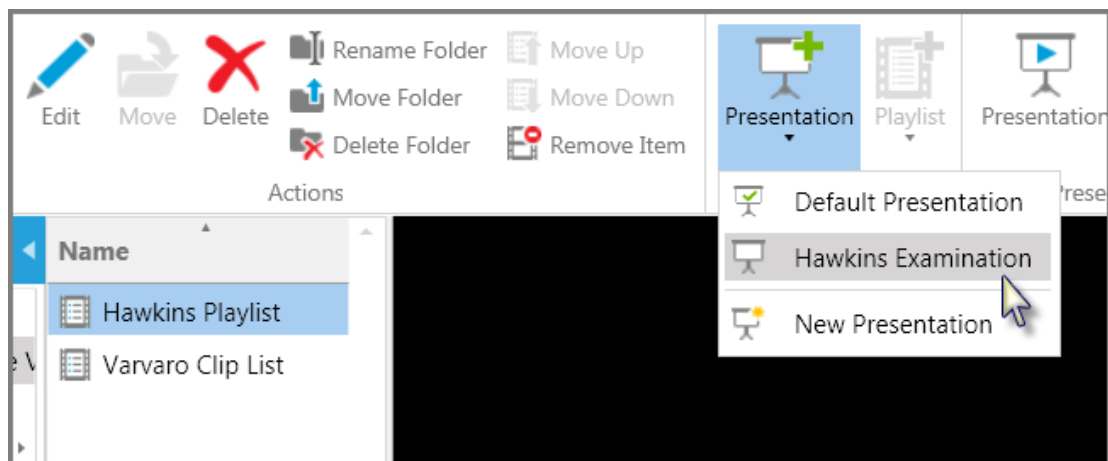 Rename Folder
Move Up
Move Folder
Move Down
Edit
Move
Delete
Delete Folder
Remove Item
Presentation
Playlist
Presentation
Actions
Default Presentation
Name
Hawkins Examination
Hawkins Playlist
New Presentation
Varvaro Clip List